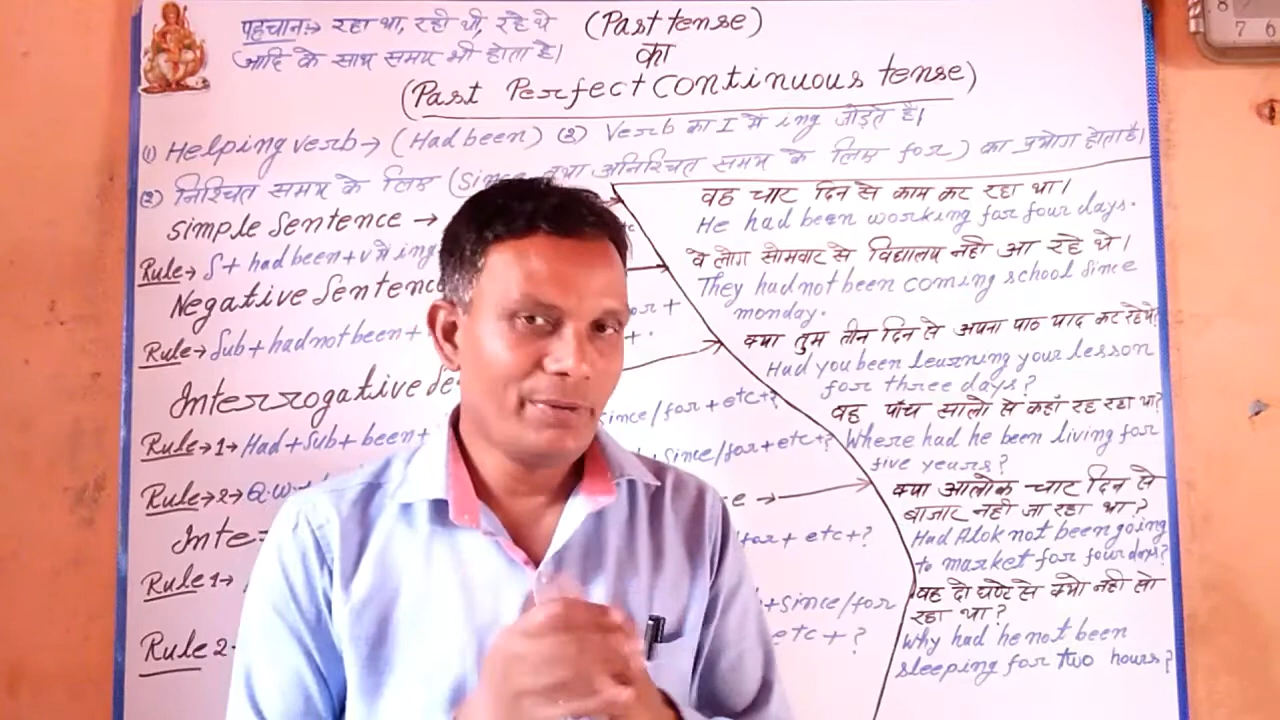 पहचान:→ रहा था, रही थी, रहे थे (Past tense)
आदि के साथ समय भी होता है। का
(Past Perfect Continuous tense)
① Helping verb→ (Had been) ② Verb का I में ing जोड़ते हैं।
② निश्चित समय के लिए (Since तथा अनिश्चित समय के लिए for) का प्रयोग होता है।
Simple Sentence →
Rule→ S + had been + v में ing
Negative Sentence
Rule→ Sub + had not been +
for +
Interrogative Se
Rule→1→ Had + Sub + been +
since/for + etc + ?
Since/for + etc + ?
Rule→2→ Q.W +
e →
Inte
for + etc + ?
Rule 1→
+ Since/for
Rule 2
etc + ?
वह चार दिन से काम कर रहा था।
He had been working for four days.
वे लोग सोमवार से विद्यालय नहीं आ रहे थे।
They had not been coming school since
monday.
क्या तुम तीन दिन से अपना पाठ याद कर रहे थे?
Had you been learning your lesson
for three days?
वह पाँच सालो से कहाँ रह रहा था?
Where had he been living for
five years?
क्या आलोक चार दिन से
बाजार नहीं जा रहा था?
Had Alok not been going
to market for four days?
वह दो घण्टे से क्यो नही सो
रहा था?
Why had he not been
sleeping for two hours?
8
7 6